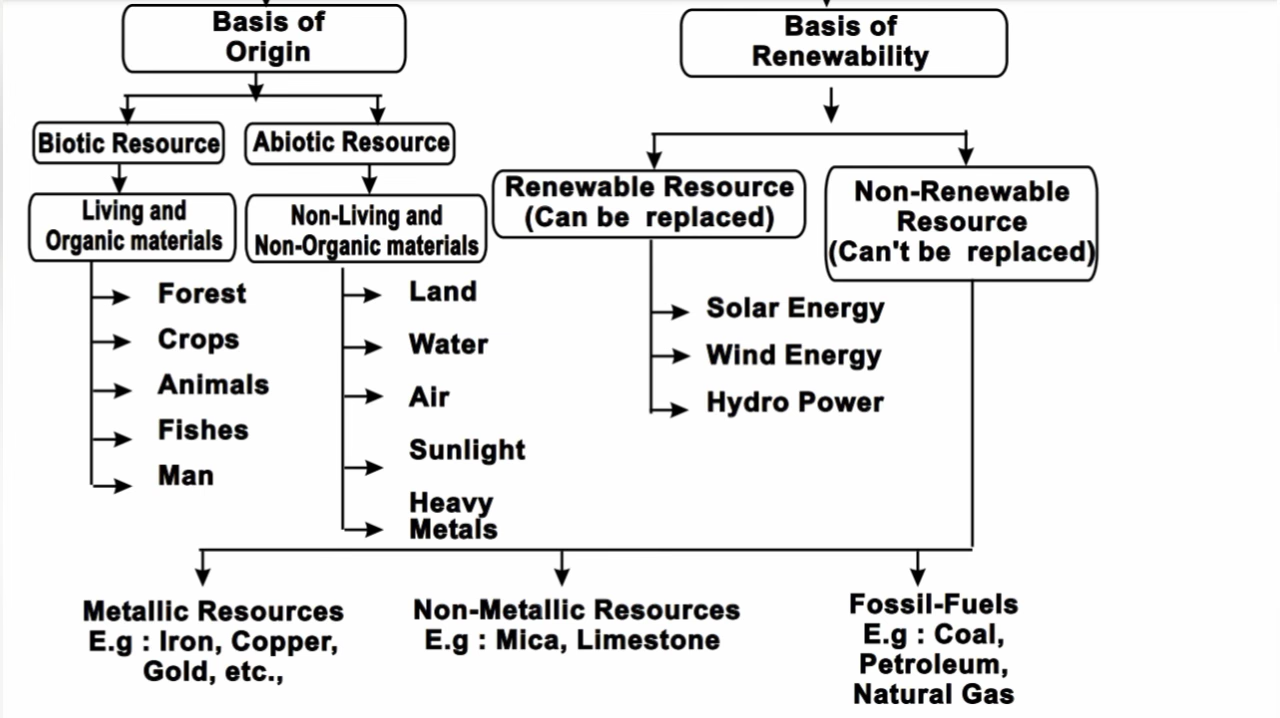 Basis of
Origin
Basis of
Renewability
Biotic Resource
Abiotic Resource
Living and
Organic materials
Non-Living and
Non-Organic materials
Renewable Resource
(Can be replaced)
Non-Renewable
Resource
(Can't be replaced)
Forest
Crops
Animals
Fishes
Man
Land
Water
Air
Sunlight
Heavy
Metals
Solar Energy
Wind Energy
Hydro Power
Metallic Resources
E.g : Iron, Copper,
Gold, etc.,
Non-Metallic Resources
E.g : Mica, Limestone
Fossil-Fuels
E.g : Coal,
Petroleum,
Natural Gas